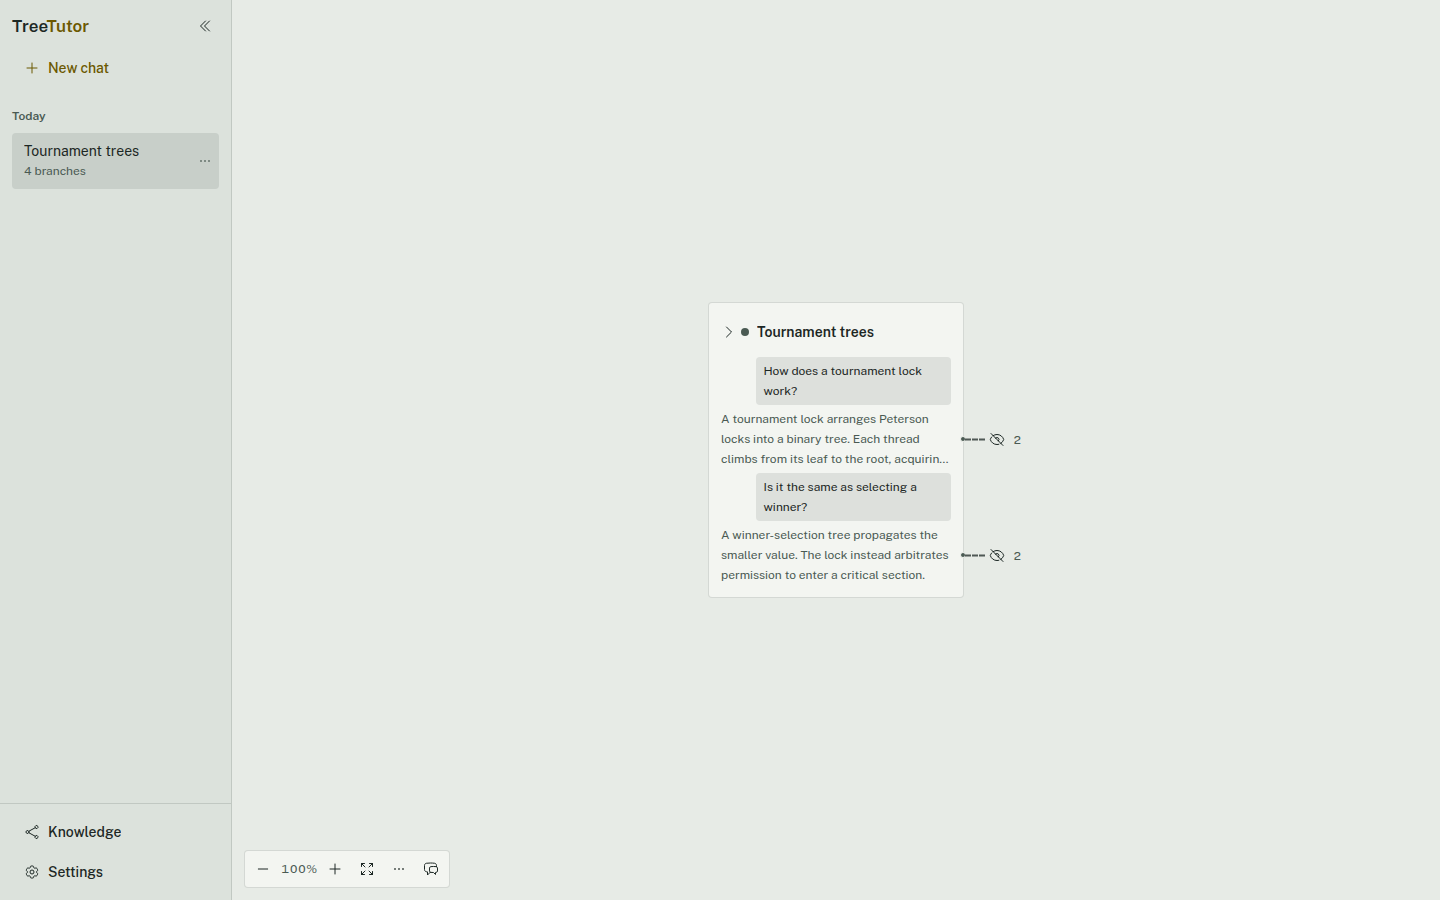 TreeTutor
New chat
Today
Tournament trees
4 branches
Knowledge
Settings
Tournament trees
How does a tournament lock
work?
A tournament lock arranges Peterson
locks into a binary tree. Each thread
climbs from its leaf to the root, acquirin...
2
Is it the same as selecting a
winner?
A winner-selection tree propagates the
smaller value. The lock instead arbitrates
permission to enter a critical section.
2
100%